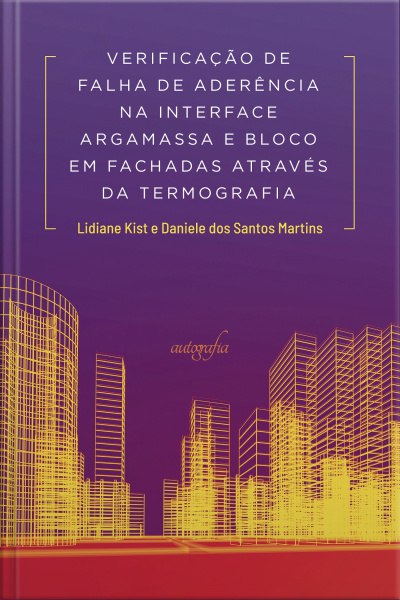 VERIFICAÇÃO DE
FALHA DE ADERÊNCIA
NA INTERFACE
ARGAMASSA E BLOCO
EM FACHADAS ATRAVÉS
DA TERMOGRAFIA
Lidiane Kist e Daniele dos Santos Martins
autografia